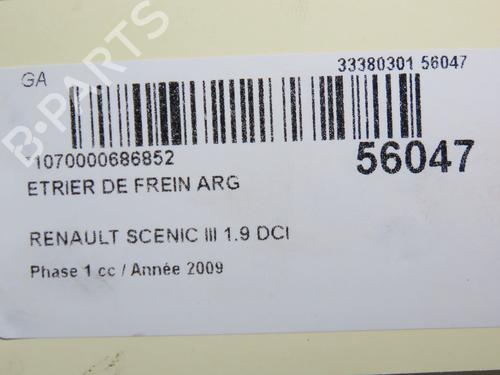 GA
33380301 56047
*1070000686852
56047
ETRIER DE FREIN ARG
RENAULT SCENIC III 1.9 DCI
Phase 1 cc / Année 2009
B-PARTS